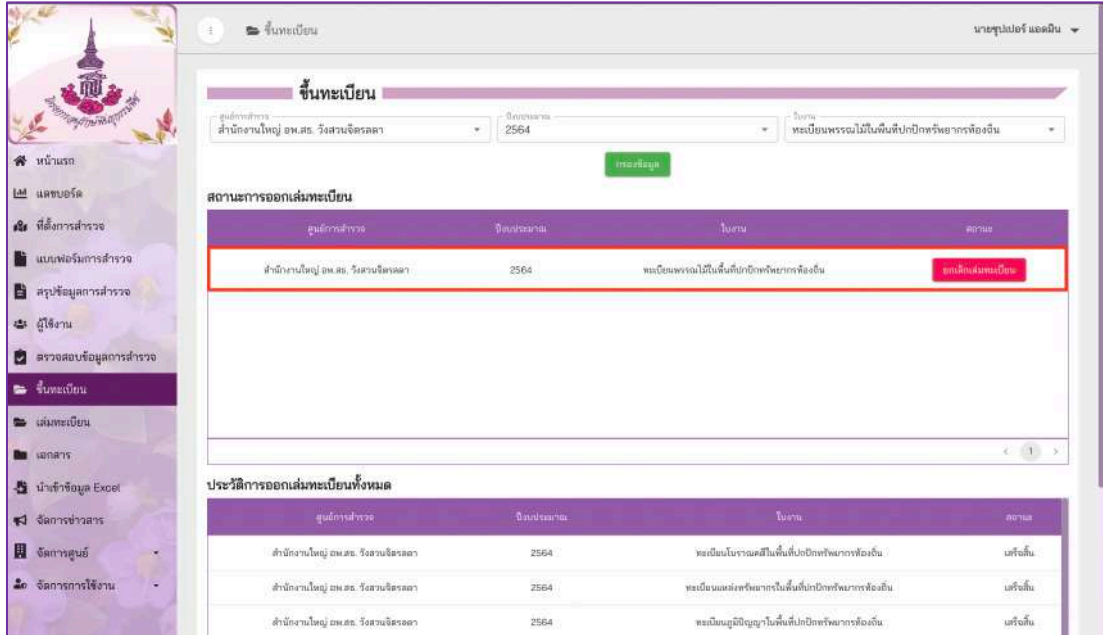 ขึ้นทะเบียน
นายซุปเปอร์ แอดมิน
หน้าแรก
แดชบอร์ด
ที่ตั้งการสำรวจ
แบบฟอร์มการสำรวจ
สรุปข้อมูลการสำรวจ
ผู้ใช้งาน
ตรวจสอบข้อมูลการสำรวจ
ขึ้นทะเบียน
เล่มทะเบียน
เอกสาร
นำเข้าข้อมูล Excel
จัดการข่าวสาร
จัดการศูนย์
จัดการการใช้งาน
ขึ้นทะเบียน
ศูนย์การสำรวจ ปีงบประมาณ ใบงาน
สำนักงานใหญ่ อพ.สธ. วังสวนจิตรลดา 2564 ทะเบียนพรรณไม้ในพื้นที่ปกปักทรัพยากรท้องถิ่น
กรองข้อมูล
สถานะการออกเล่มทะเบียน
ศูนย์การสำรวจ ปีงบประมาณ ใบงาน สถานะ
สำนักงานใหญ่ อพ.สธ. วังสวนจิตรลดา 2564 ทะเบียนพรรณไม้ในพื้นที่ปกปักทรัพยากรท้องถิ่น ยกเลิกเล่มทะเบียน
1
ประวัติการออกเล่มทะเบียนทั้งหมด
ศูนย์การสำรวจ ปีงบประมาณ ใบงาน สถานะ
สำนักงานใหญ่ อพ.สธ. วังสวนจิตรลดา 2564 ทะเบียนโบราณคดีในพื้นที่ปกปักทรัพยากรท้องถิ่น เสร็จสิ้น
สำนักงานใหญ่ อพ.สธ. วังสวนจิตรลดา 2564 ทะเบียนแหล่งทรัพยากรในพื้นที่ปกปักทรัพยากรท้องถิ่น เสร็จสิ้น
สำนักงานใหญ่ อพ.สธ. วังสวนจิตรลดา 2564 ทะเบียนภูมิปัญญาในพื้นที่ปกปักทรัพยากรท้องถิ่น เสร็จสิ้น